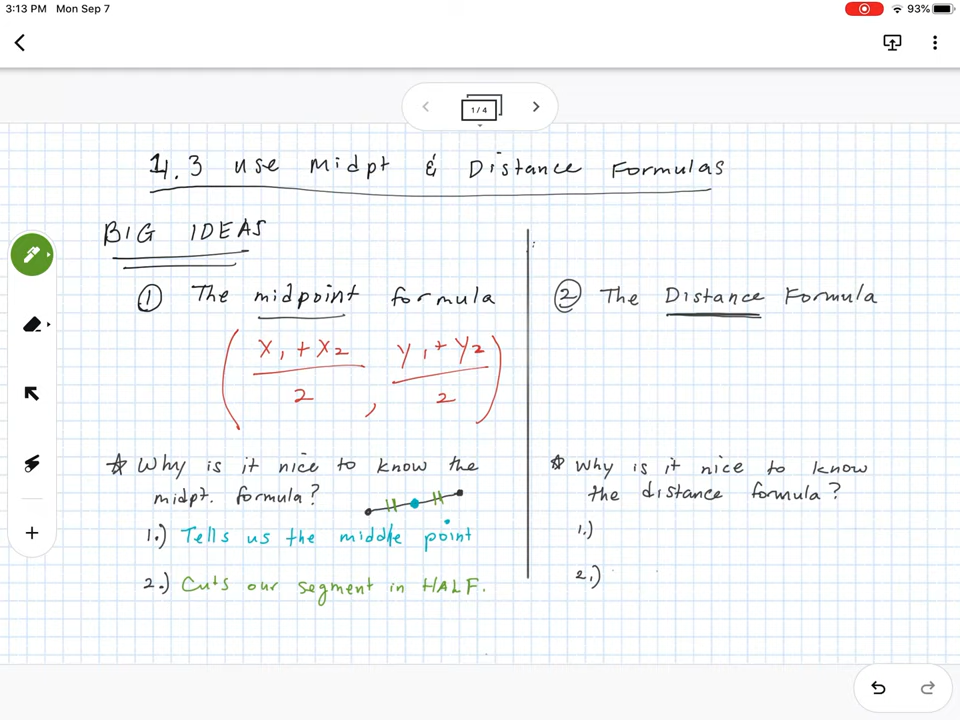 3:13 PM Mon Sep 7
93%
1 / 4
1.3 use Midpt & Distance Formulas
BIG IDEAS
① The midpoint formula
( x₁ + x₂ / 2 , y₁ + y₂ / 2 )
☆ Why is it nice to know the
midpt. formula?
1.) Tells us the middle point
2.) Cuts our segment in HALF.
② The Distance Formula
☆ Why is it nice to know
the distance formula?
1.)
2.)